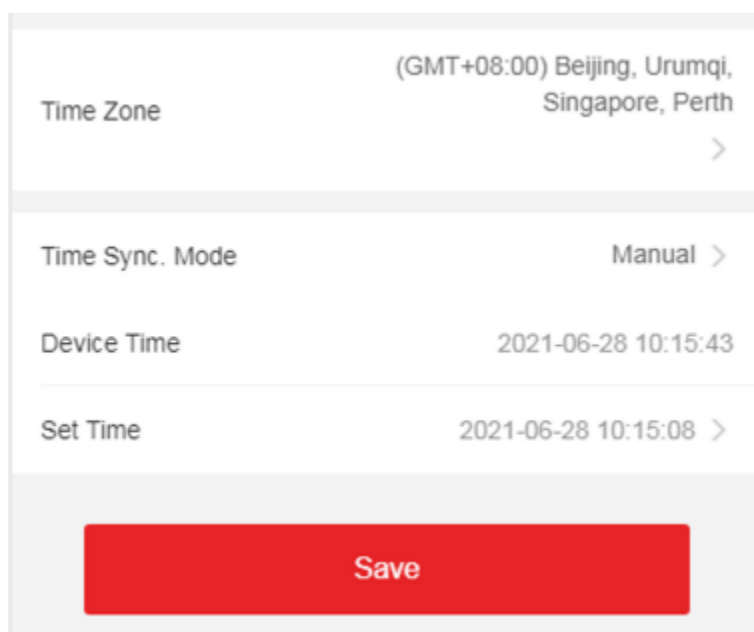 (GMT+08:00) Beijing, Urumqi,
Time Zone Singapore, Perth
Time Sync. Mode Manual
Device Time 2021-06-28 10:15:43
Set Time 2021-06-28 10:15:08
Save